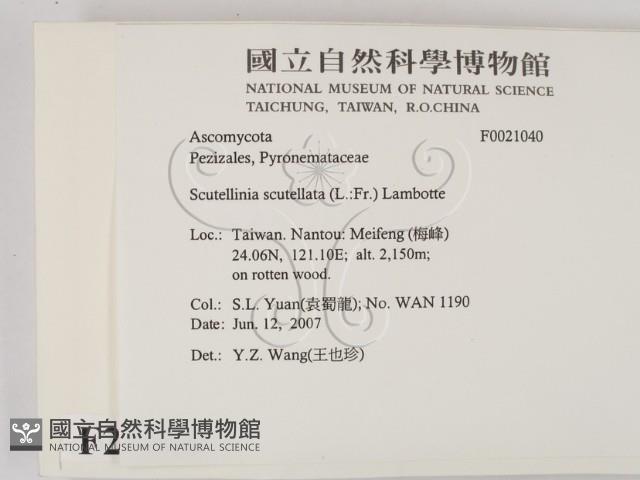 國立自然科學博物館
NATIONAL MUSEUM OF NATURAL SCIENCE
TAICHUNG, TAIWAN, R.O.CHINA
Ascomycota F0021040
Pezizales, Pyronemataceae
Scutellinia scutellata (L.:Fr.) Lambotte
Loc.: Taiwan. Nantou: Meifeng (梅峰)
24.06N, 121.10E; alt. 2,150m;
on rotten wood.
Col.: S.L. Yuan(袁蜀龍); No. WAN 1190
Date: Jun. 12, 2007
Det.: Y.Z. Wang(王也珍)
F2
國立自然科學博物館
NATIONAL MUSEUM OF NATURAL SCIENCE